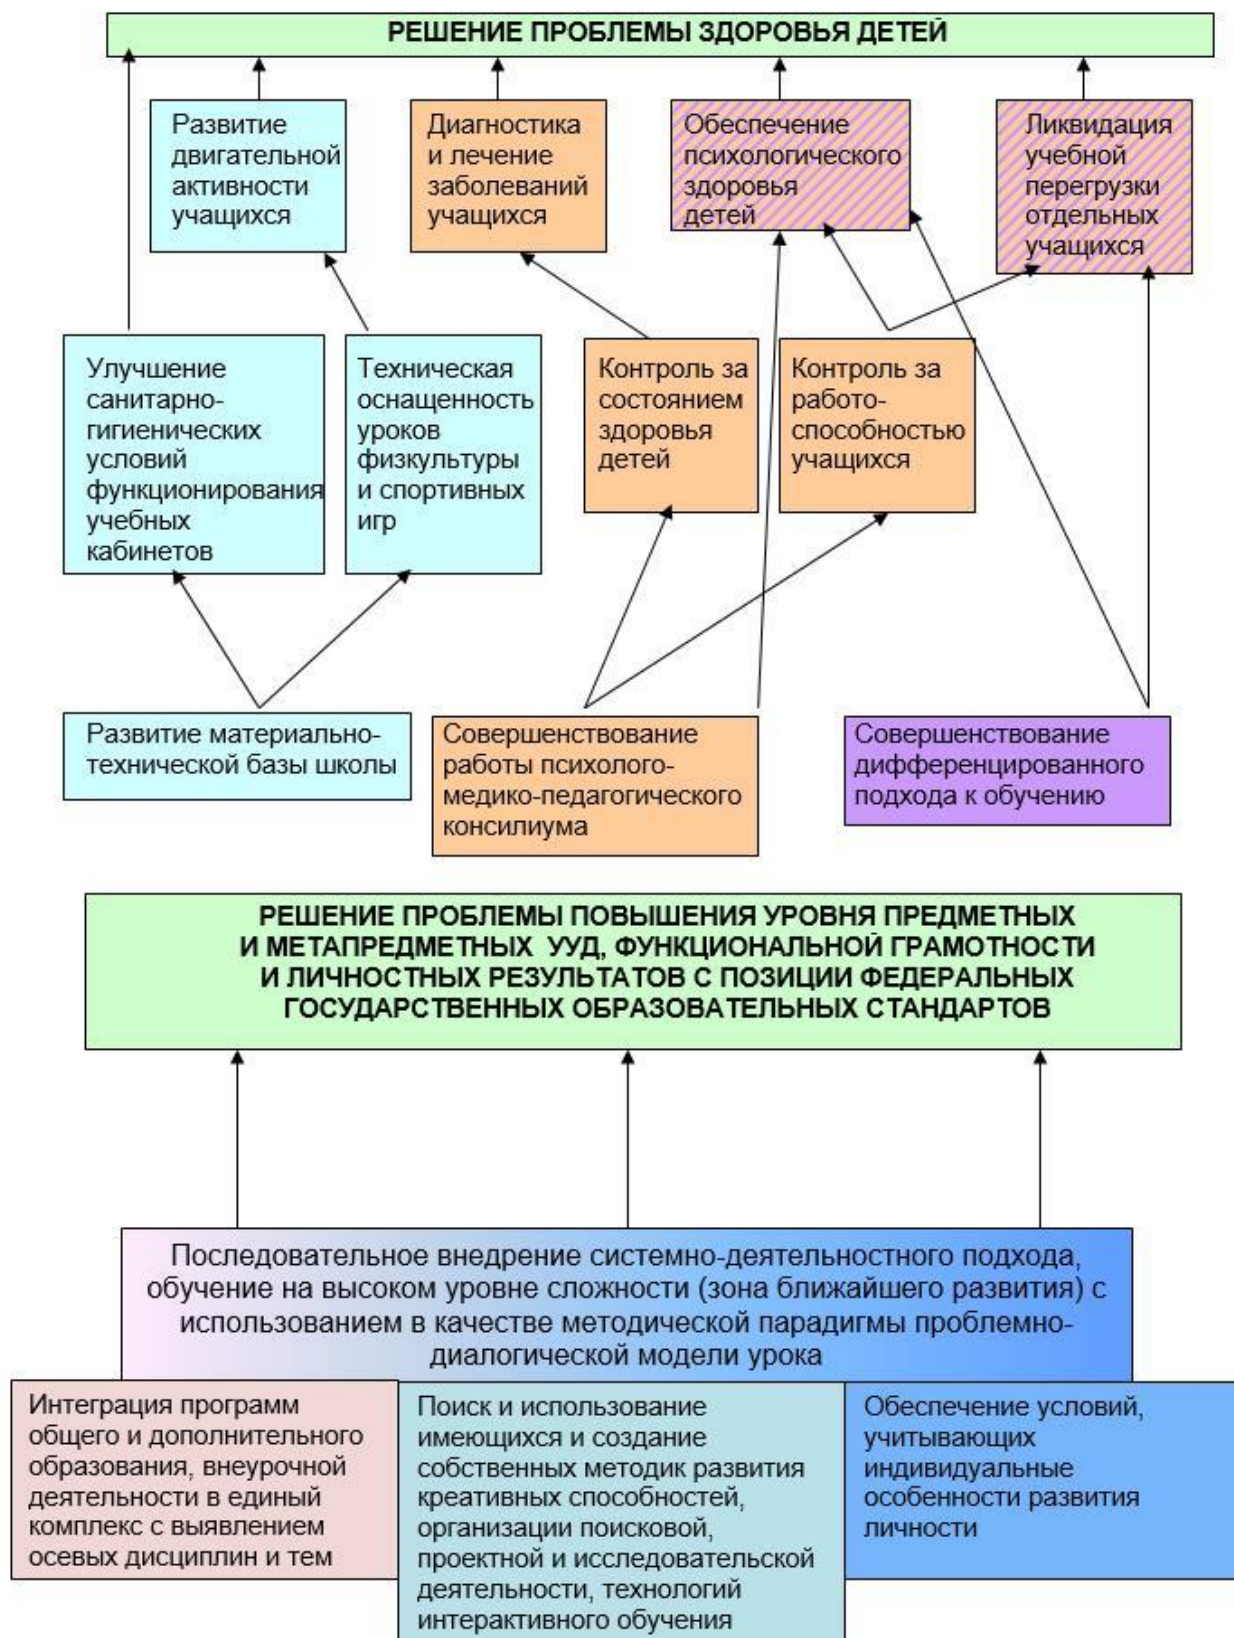 РЕШЕНИЕ ПРОБЛЕМЫ ЗДОРОВЬЯ ДЕТЕЙ
Развитие
двигательной
активности
учащихся
Диагностика
и лечение
заболеваний
учащихся
Обеспечение
психологического
здоровья
детей
Ликвидация
учебной
перегрузки
отдельных
учащихся
Улучшение
санитарно-
гигиенических
условий
функционирования
учебных
кабинетов
Техническая
оснащенность
уроков
физкультуры
и спортивных
игр
Контроль за
состоянием
здоровья
детей
Контроль за
работо-
способностью
учащихся
Развитие материально-
технической базы школы
Совершенствование
работы психолого-
медико-педагогического
консилиума
Совершенствование
дифференцированного
подхода к обучению
РЕШЕНИЕ ПРОБЛЕМЫ ПОВЫШЕНИЯ УРОВНЯ ПРЕДМЕТНЫХ
И МЕТАПРЕДМЕТНЫХ УУД, ФУНКЦИОНАЛЬНОЙ ГРАМОТНОСТИ
И ЛИЧНОСТНЫХ РЕЗУЛЬТАТОВ С ПОЗИЦИИ ФЕДЕРАЛЬНЫХ
ГОСУДАРСТВЕННЫХ ОБРАЗОВАТЕЛЬНЫХ СТАНДАРТОВ
Последовательное внедрение системно-деятельностного подхода,
обучение на высоком уровне сложности (зона ближайшего развития) с
использованием в качестве методической парадигмы проблемно-
диалогической модели урока
Интеграция программ
общего и дополнительного
образования, внеурочной
деятельности в единый
комплекс с выявлением
осевых дисциплин и тем
Поиск и использование
имеющихся и создание
собственных методик развития
креативных способностей,
организации поисковой,
проектной и исследовательской
деятельности, технологий
интерактивного обучения
Обеспечение условий,
учитывающих
индивидуальные
особенности развития
личности